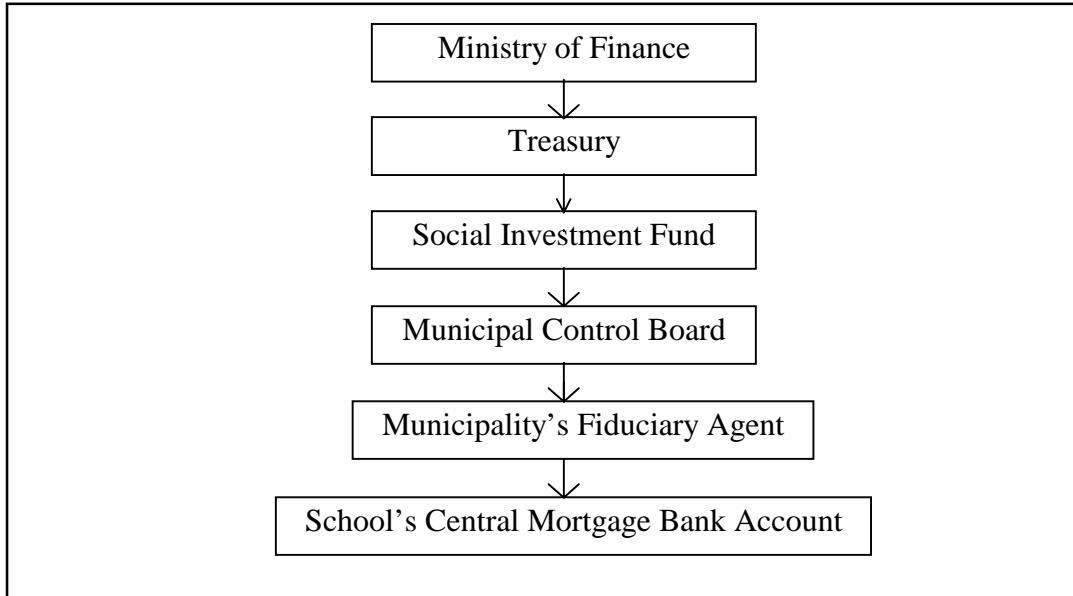 Ministry of Finance
Treasury
Social Investment Fund
Municipal Control Board
Municipality’s Fiduciary Agent
School’s Central Mortgage Bank Account